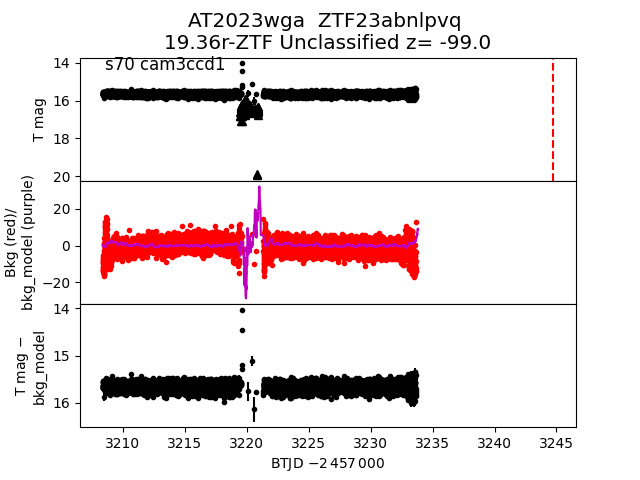 AT2023wga  ZTF23abnlpvq
19.36r-ZTF Unclassified z= -99.0
s70 cam3ccd1
14
16
18
20
T mag
20
0
−20
Bkg (red)/
bkg_model (purple)
14
15
16
T mag −
bkg_model
3210 3215 3220 3225 3230 3235 3240 3245
BTJD −2 457 000